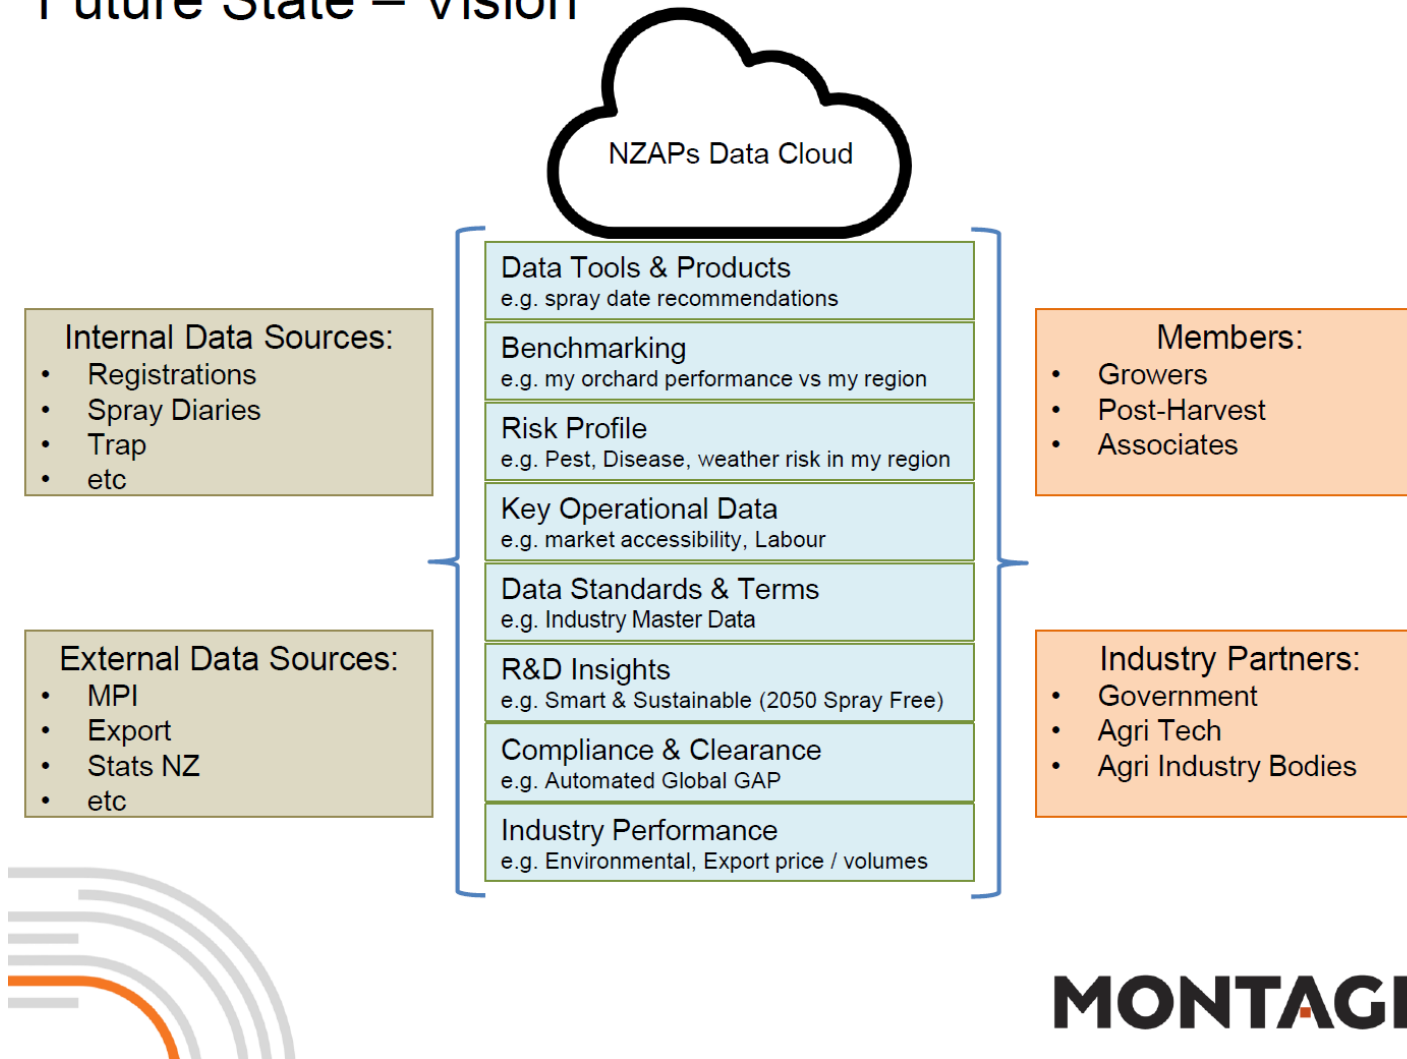 Future State – Vision
NZAPs Data Cloud
Internal Data Sources:
• Registrations
• Spray Diaries
• Trap
• etc
External Data Sources:
• MPI
• Export
• Stats NZ
• etc
Data Tools & Products
e.g. spray date recommendations
Benchmarking
e.g. my orchard performance vs my region
Risk Profile
e.g. Pest, Disease, weather risk in my region
Key Operational Data
e.g. market accessibility, Labour
Data Standards & Terms
e.g. Industry Master Data
R&D Insights
e.g. Smart & Sustainable (2050 Spray Free)
Compliance & Clearance
e.g. Automated Global GAP
Industry Performance
e.g. Environmental, Export price / volumes
Members:
• Growers
• Post-Harvest
• Associates
Industry Partners:
• Government
• Agri Tech
• Agri Industry Bodies
MONTAG